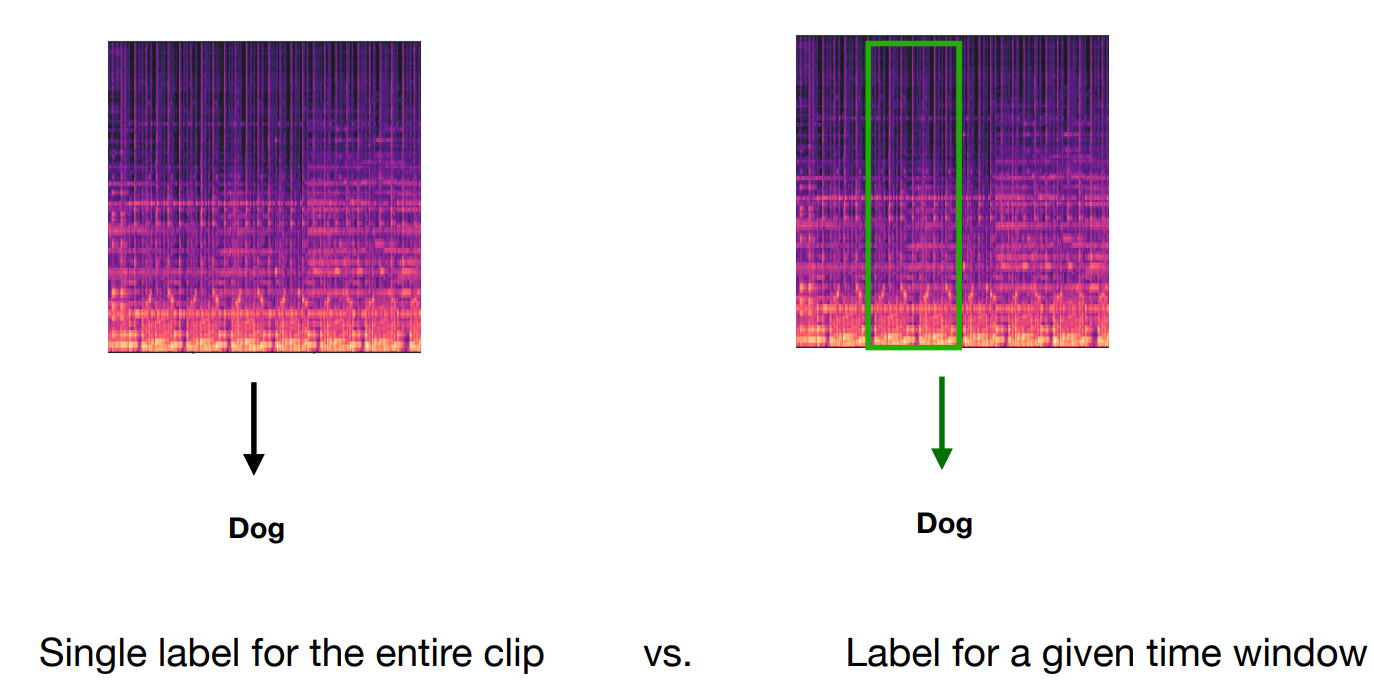 Dog
Dog
Single label for the entire clip
vs.
Label for a given time window